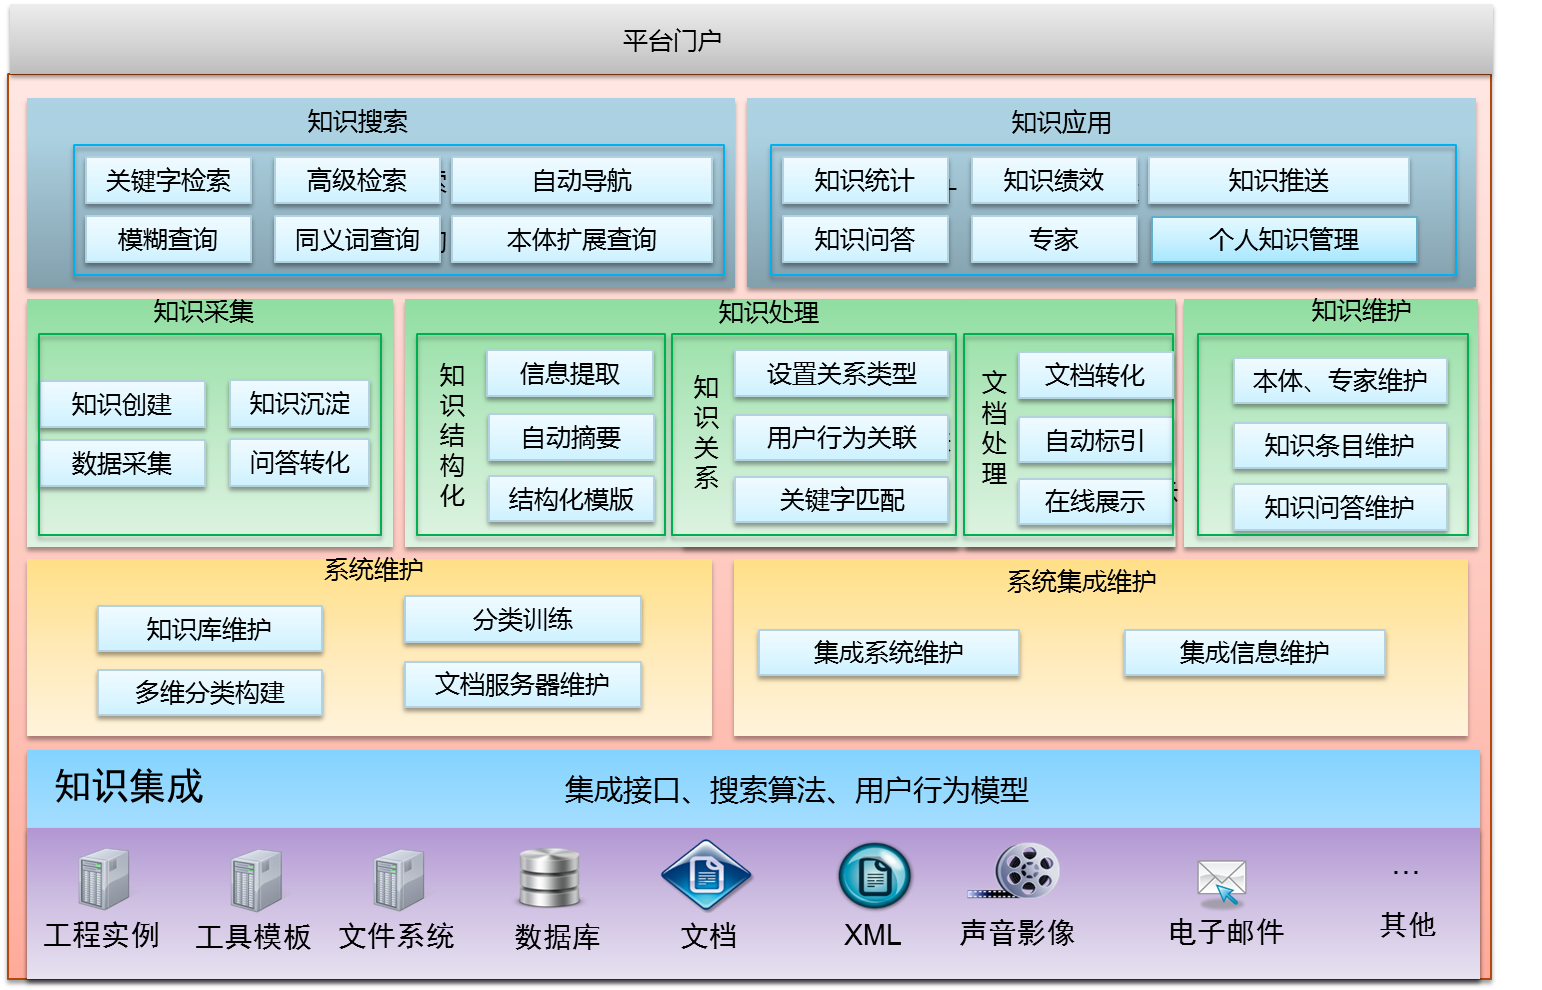 平台门户
知识搜索
关键字检索
高级检索
自动导航
模糊查询
同义词查询
本体扩展查询
知识应用
知识统计
知识绩效
知识推送
知识问答
专家
个人知识管理
知识采集
知识创建
知识沉淀
数据采集
问答转化
知识处理
知识结构化
信息提取
自动摘要
结构化模版
知识关系
设置关系类型
用户行为关联
关键字匹配
文档处理
文档转化
自动标引
在线展示
知识维护
本体、专家维护
知识条目维护
知识问答维护
系统维护
知识库维护
分类训练
多维分类构建
文档服务器维护
系统集成维护
集成系统维护
集成信息维护
知识集成
集成接口、搜索算法、用户行为模型
工程实例
工具模板
文件系统
数据库
文档
XML
声音影像
电子邮件
…
其他